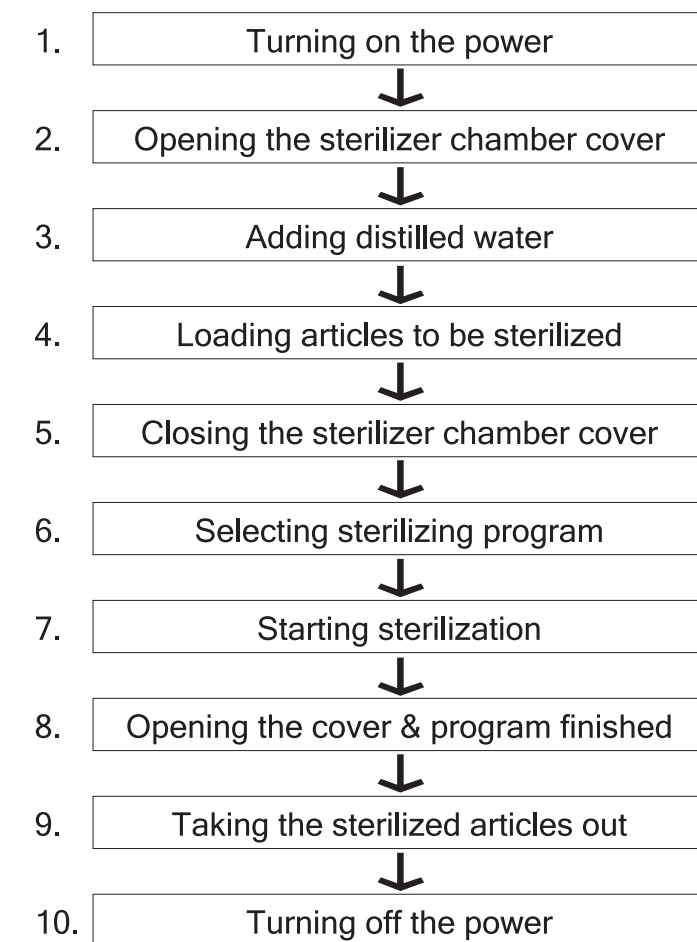 1. Turning on the power
2. Opening the sterilizer chamber cover
3. Adding distilled water
4. Loading articles to be sterilized
5. Closing the sterilizer chamber cover
6. Selecting sterilizing program
7. Starting sterilization
8. Opening the cover & program finished
9. Taking the sterilized articles out
10. Turning off the power